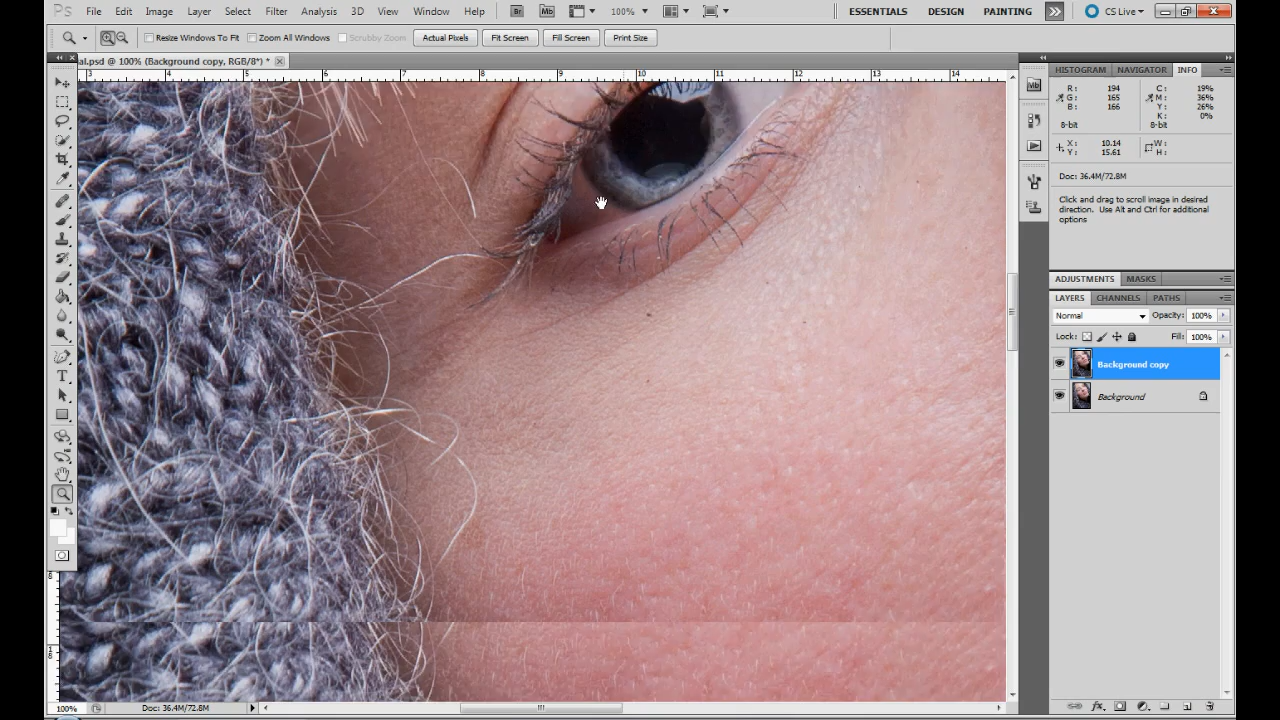 Ps File Edit Image Layer Select Filter Analysis 3D View Window Help Br Mb 100% ESSENTIALS DESIGN PAINTING CS Live
Resize Windows To Fit Zoom All Windows Scrubby Zoom Actual Pixels Fit Screen Fill Screen Print Size
al.psd @ 100% (Background copy, RGB/8*) *
3 4 5 6 7 8 9 10 11 12 13 14
HISTOGRAM NAVIGATOR INFO
R: 194 C: 19%
G: 165 M: 36%
B: 166 Y: 26%
K: 0%
8-bit 8-bit
X: 10.14 W:
Y: 15.61 H:
Doc: 36.4M/72.8M
Click and drag to scroll image in desired
direction. Use Alt and Ctrl for additional
options
ADJUSTMENTS MASKS
LAYERS CHANNELS PATHS
Normal Opacity: 100%
Lock: Fill: 100%
Background copy
Background
T
8
1
8
100% Doc: 36.4M/72.8M
fx